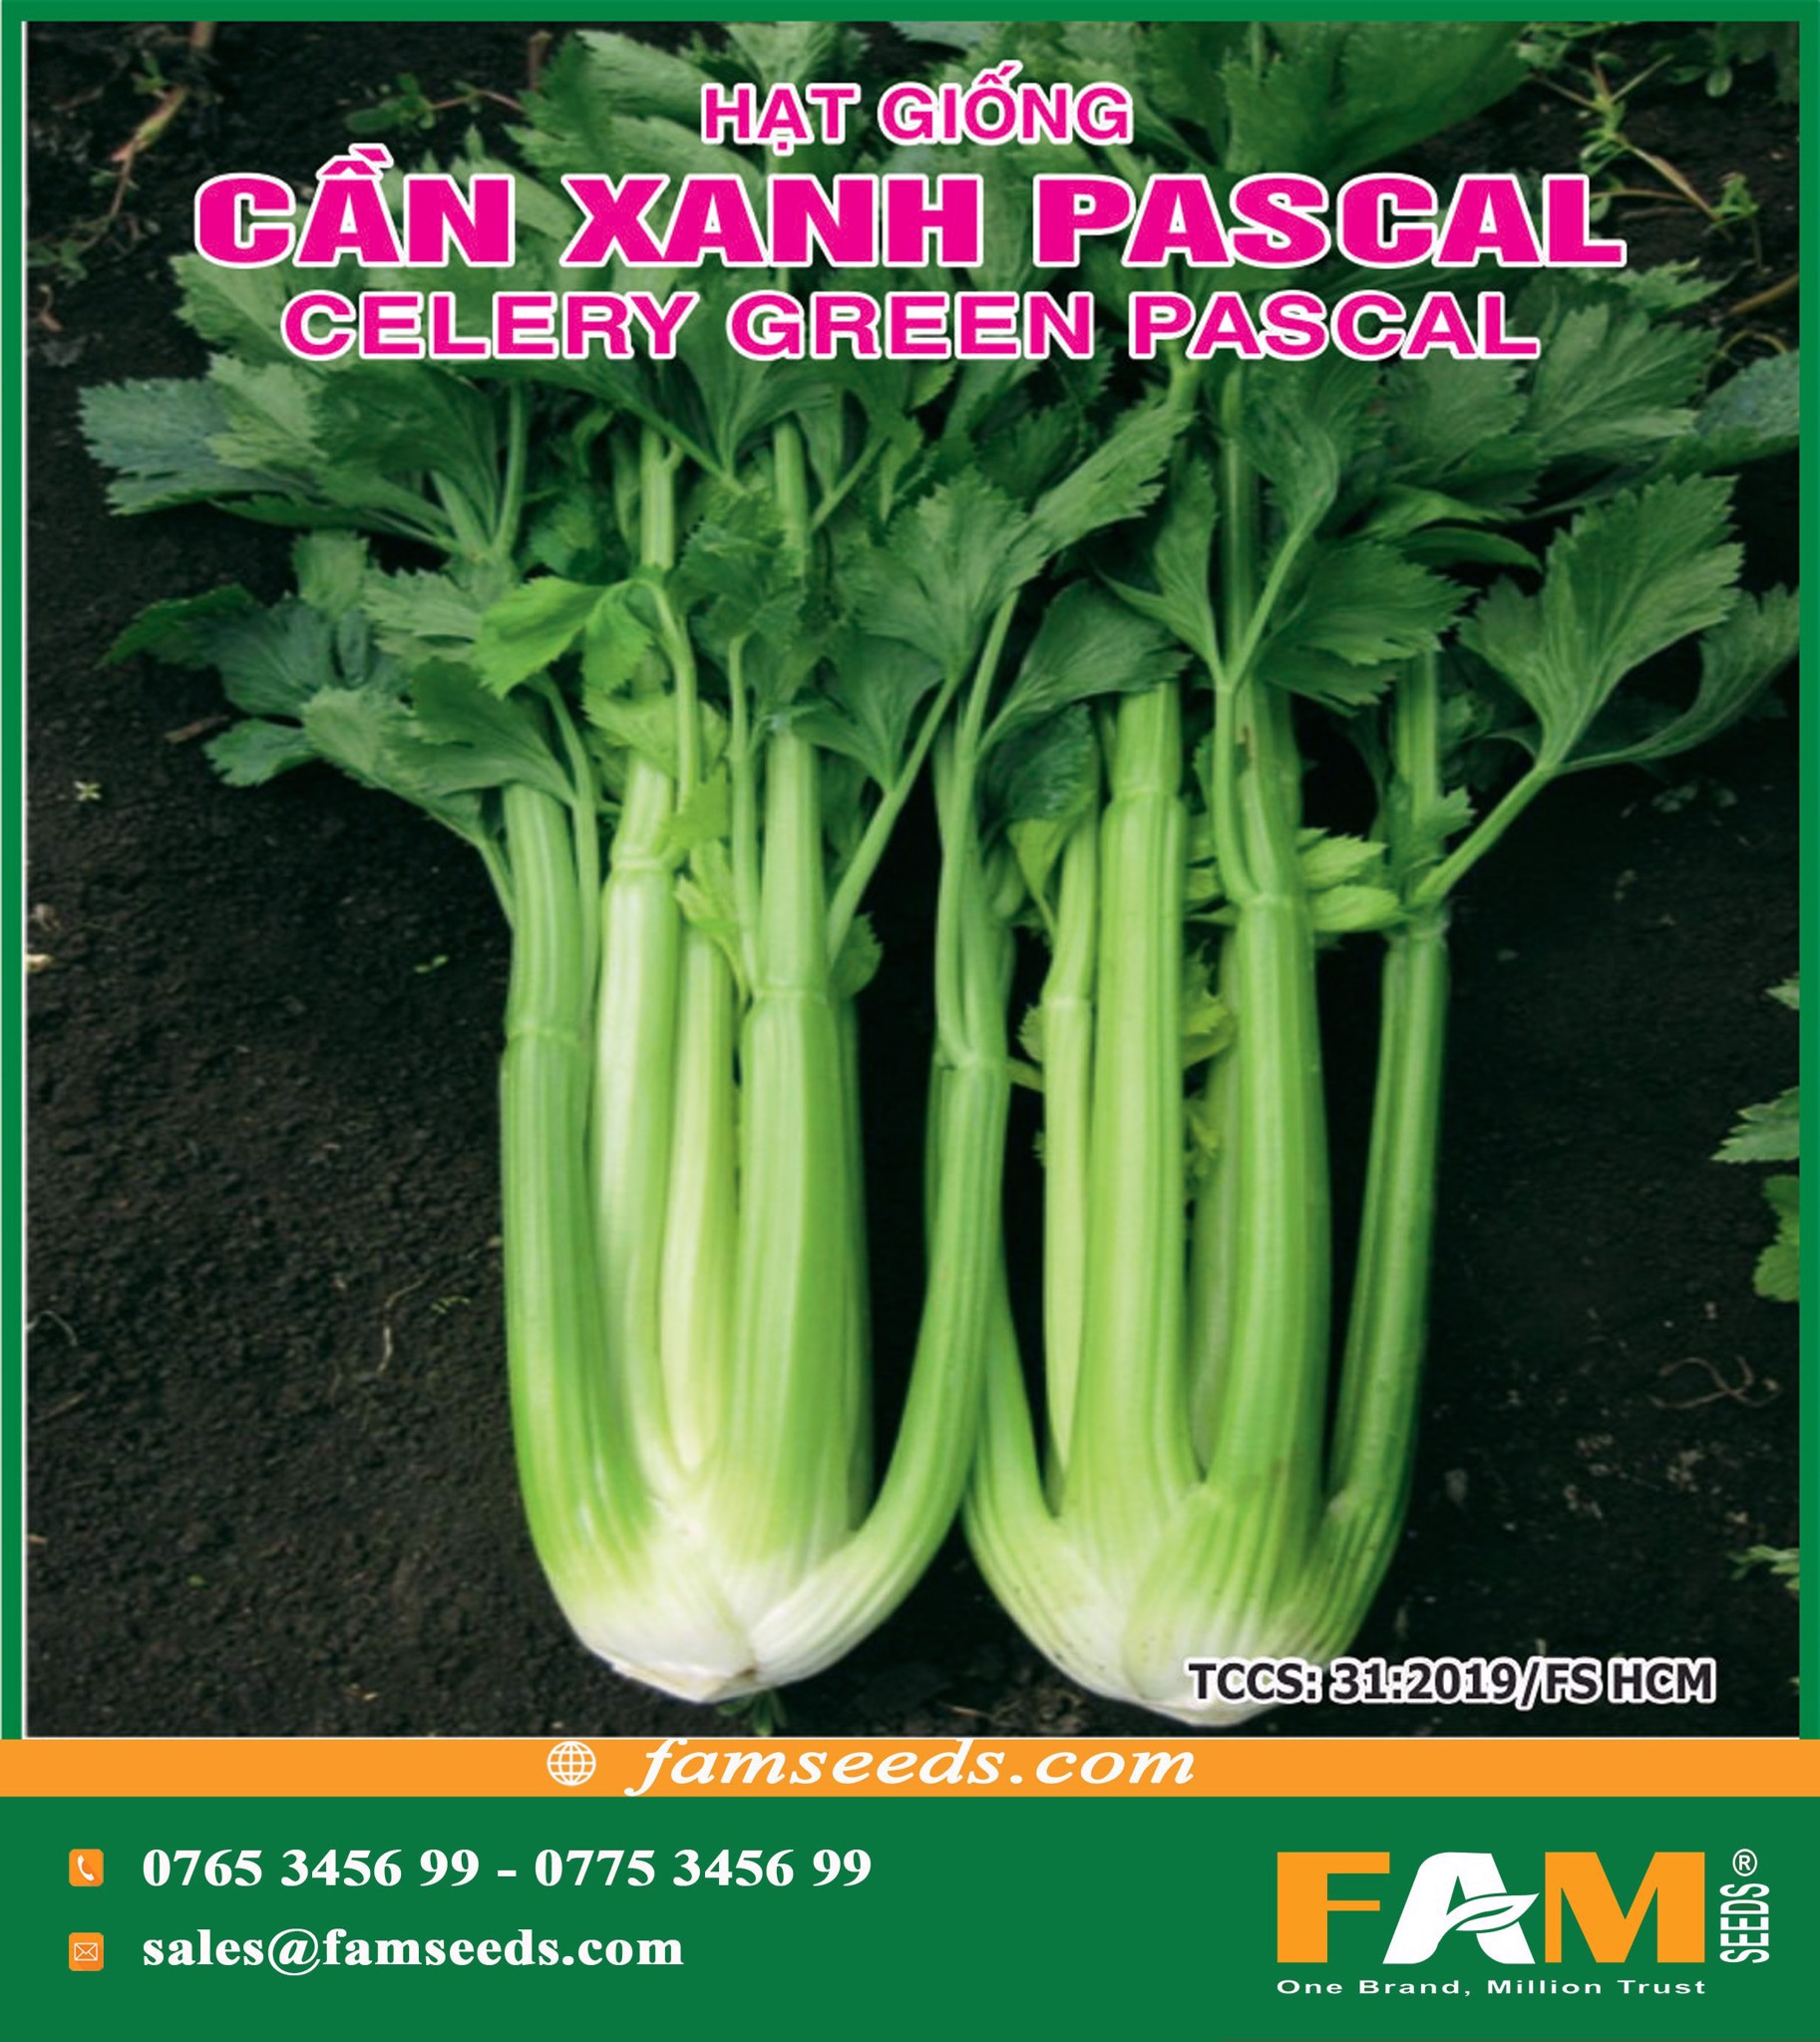 HẠT GIỐNG
CẦN XANH PASCAL
CELERY GREEN PASCAL
TCCS: 31:2019/FS HCM
famseeds.com
0765 3456 99 - 0775 3456 99
sales@famseeds.com
FAM SEEDS®
One Brand, Million Trust